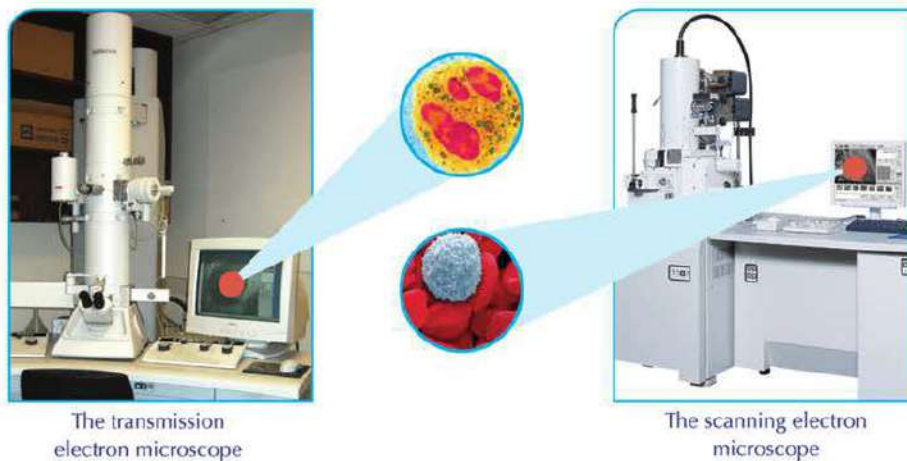 The transmission
electron microscope
The scanning electron
microscope